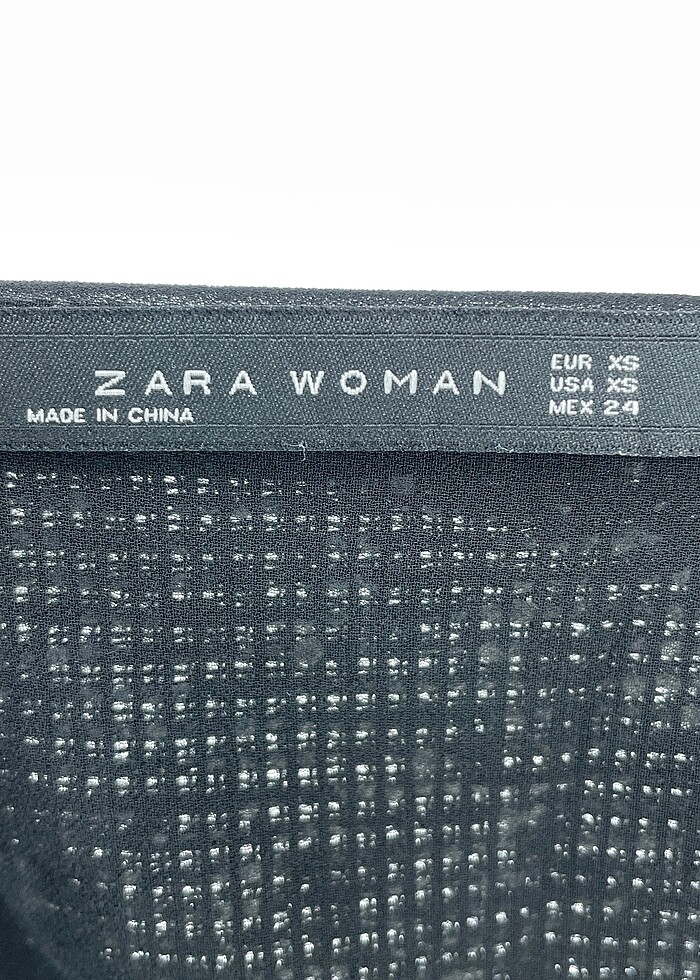 ZARA WOMAN
MADE IN CHINA
EUR XS
USA XS
MEX 24